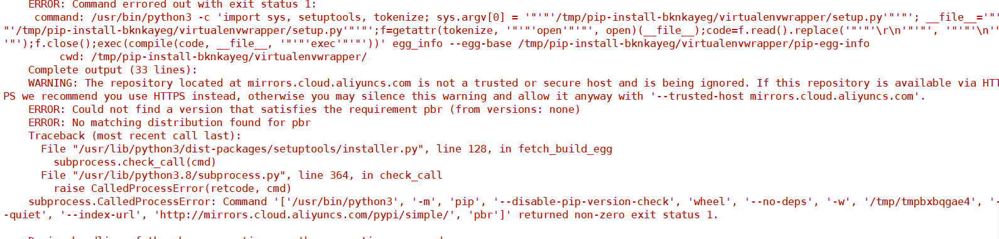 ERROR: Command errored out with exit status 1:
command: /usr/bin/python3 -c 'import sys, setuptools, tokenize; sys.argv[0] = '"'"'/tmp/pip-install-bknkayeg/virtualenvwrapper/setup.py'"'"'; __file__='"'
"'/tmp/pip-install-bknkayeg/virtualenvwrapper/setup.py'"'"';f=getattr(tokenize, '"'"'open'"'"', open)(__file__);code=f.read().replace('"'"'\r\n'"'"', '"'"'\n'"
'"');f.close();exec(compile(code, __file__, '"'"'exec'"'"'))' egg_info --egg-base /tmp/pip-install-bknkayeg/virtualenvwrapper/pip-egg-info
cwd: /tmp/pip-install-bknkayeg/virtualenvwrapper/
Complete output (33 lines):
WARNING: The repository located at mirrors.cloud.aliyuncs.com is not a trusted or secure host and is being ignored. If this repository is available via HTT
PS we recommend you use HTTPS instead, otherwise you may silence this warning and allow it anyway with '--trusted-host mirrors.cloud.aliyuncs.com'.
ERROR: Could not find a version that satisfies the requirement pbr (from versions: none)
ERROR: No matching distribution found for pbr
Traceback (most recent call last):
File "/usr/lib/python3/dist-packages/setuptools/installer.py", line 128, in fetch_build_egg
subprocess.check_call(cmd)
File "/usr/lib/python3.8/subprocess.py", line 364, in check_call
raise CalledProcessError(retcode, cmd)
subprocess.CalledProcessError: Command '['/usr/bin/python3', '-m', 'pip', '--disable-pip-version-check', 'wheel', '--no-deps', '-w', '/tmp/tmpbxbqgae4', '-
-quiet', '--index-url', 'http://mirrors.cloud.aliyuncs.com/pypi/simple/', 'pbr']' returned non-zero exit status 1.